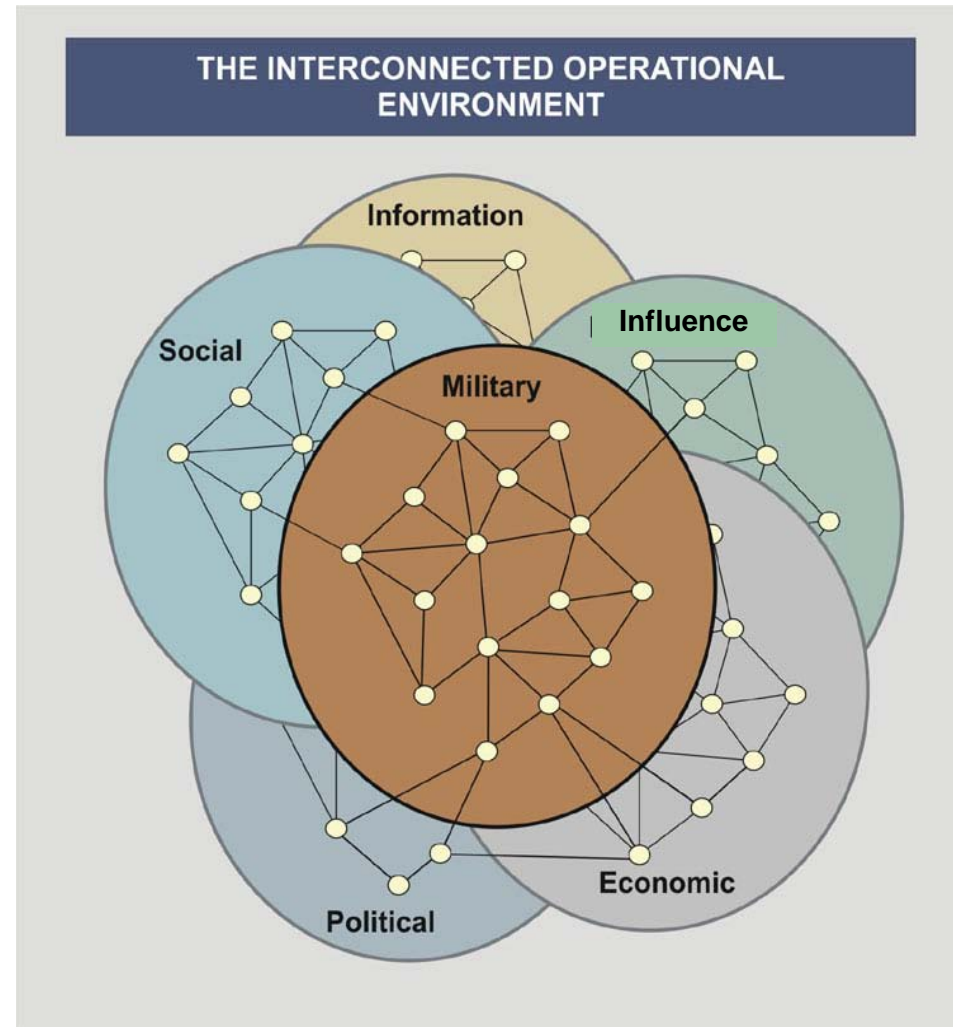 THE INTERCONNECTED OPERATIONAL
ENVIRONMENT
Information
Influence
Social
Military
Economic
Political